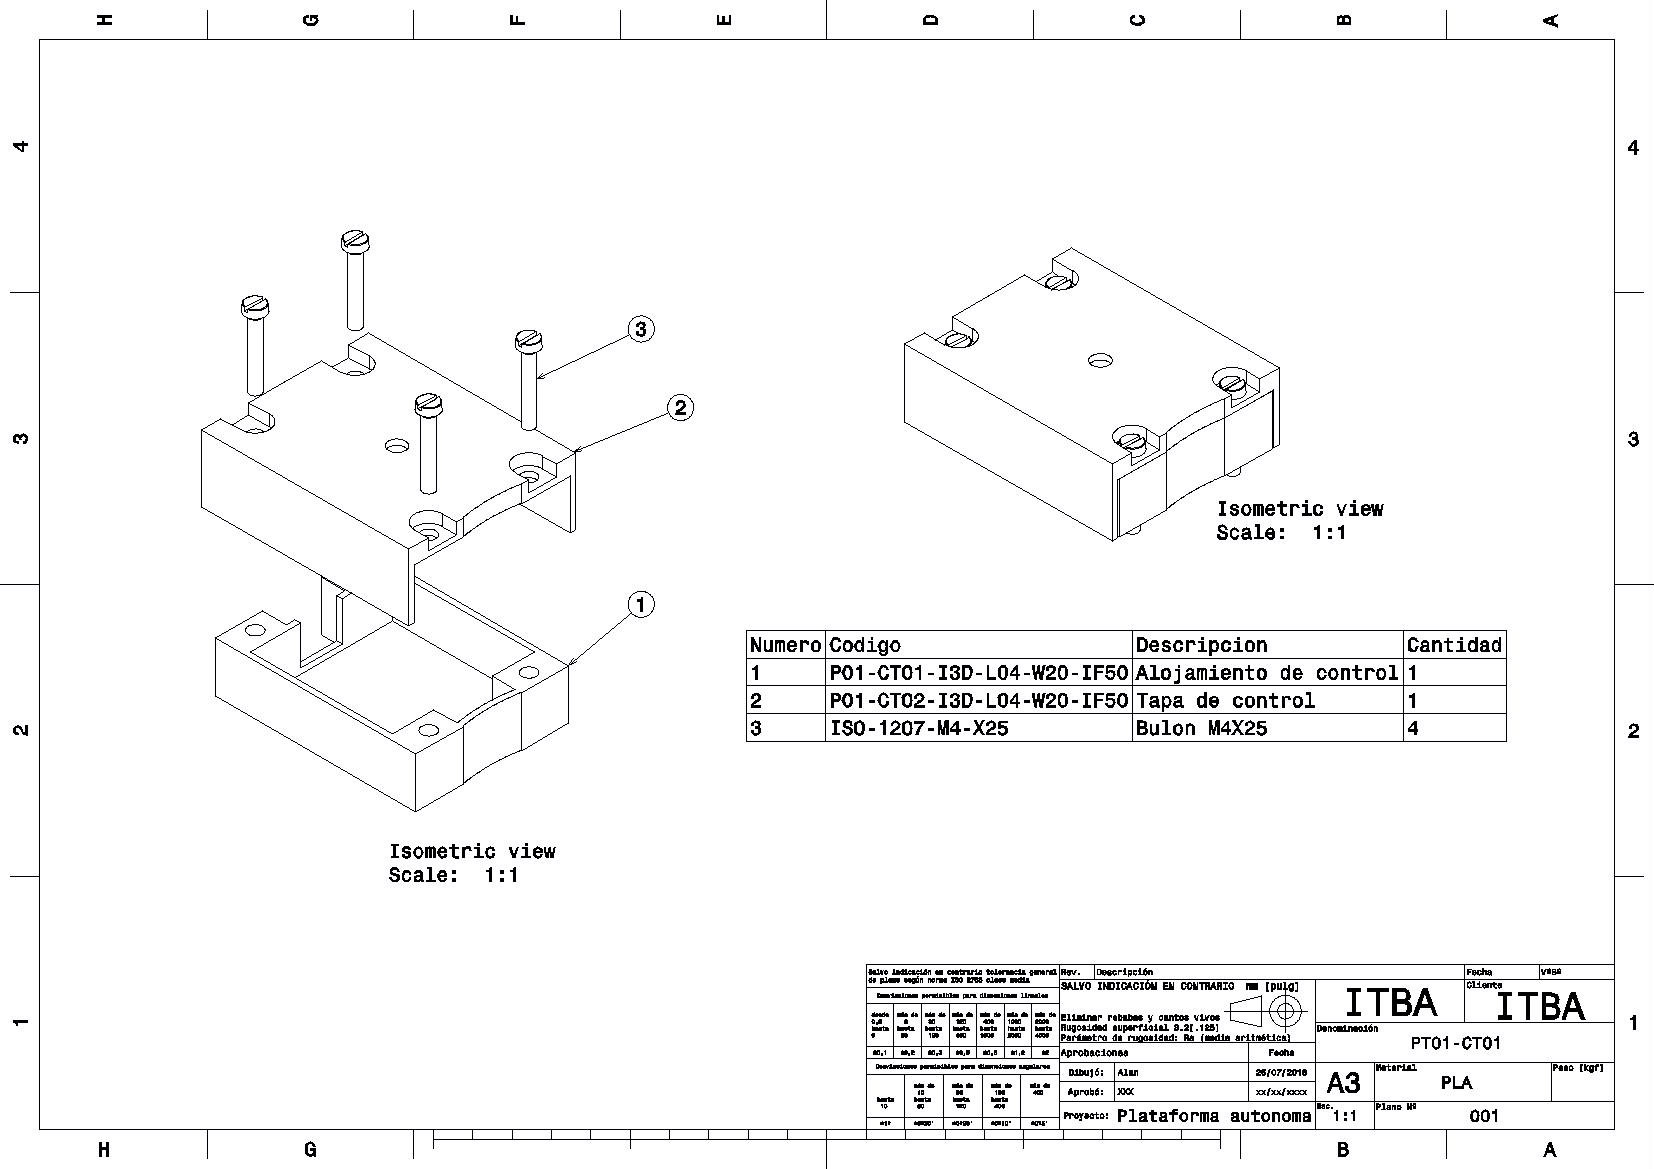 H G F E D C B A
4
4
3
2
3
3
1
Isometric view
Scale: 1:1
Isometric view
Scale: 1:1
Numero Codigo Descripcion Cantidad
1 P01-CT01-I3D-L04-W20-IF50 Alojamiento de control 1
2 P01-CT02-I3D-L04-W20-IF50 Tapa de control 1
3 ISO-1207-M4-X25 Bulon M4X25 4
2
2
1
1
Salvo indicación en contrario tolerancia general
de plano según norma ISO 2768 clase media
Desviaciones permisibles para dimensiones lineales
Desviaciones permisibles para dimensiones angulares
Rev. Descripción Fecha
SALVO INDICACIÓN EN CONTRARIO mm [pulg]
Eliminar rebabas y cantos vivos
Rugosidad superficial 3.2[.125]
Parámetro de rugosidad: Ra (media aritmética)
Aprobaciones Fecha
Dibujó: Alan 25/07/2018
Aprobó: XXX xx/xx/xxxx
Proyecto: Plataforma autonoma
ITBA
Cliente
ITBA
Denominación
PT01-CT01
A3
Material
PLA
Peso [kgf]
Esc.
1:1
Plano Nº
001
H G B A